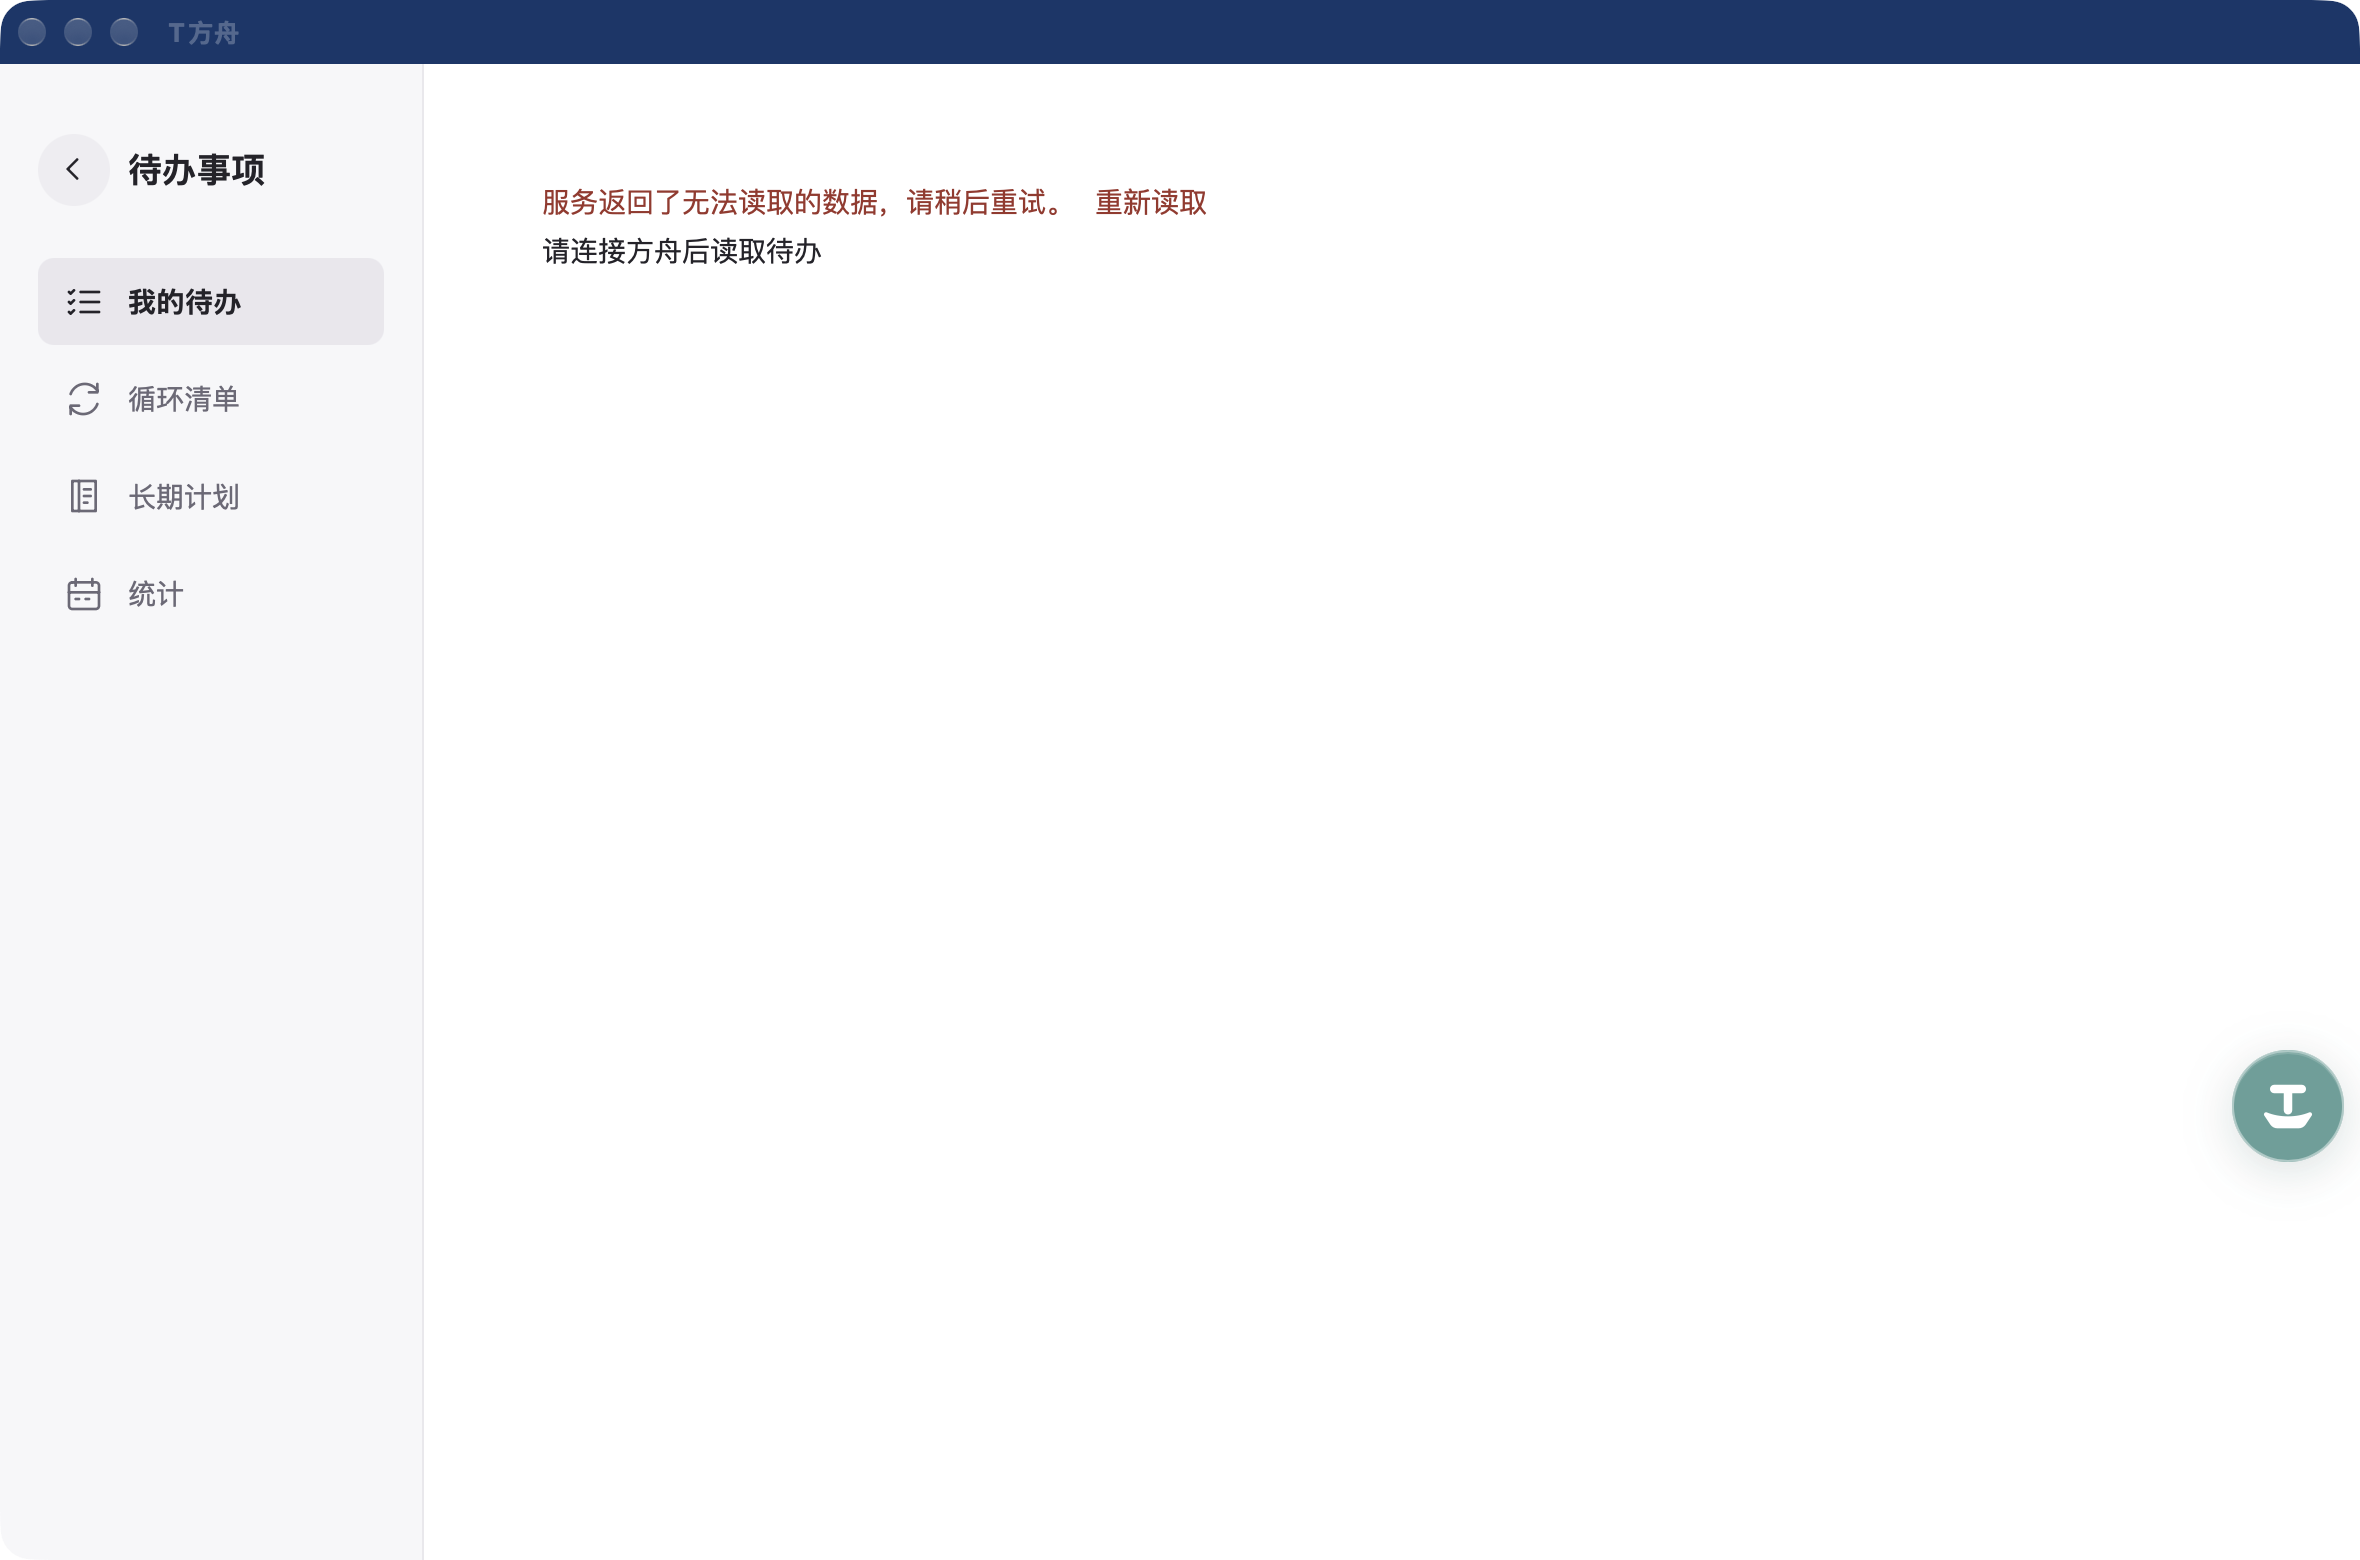 T方舟
待办事项
我的待办
循环清单
长期计划
统计
服务返回了无法读取的数据，请稍后重试。 重新读取
请连接方舟后读取待办